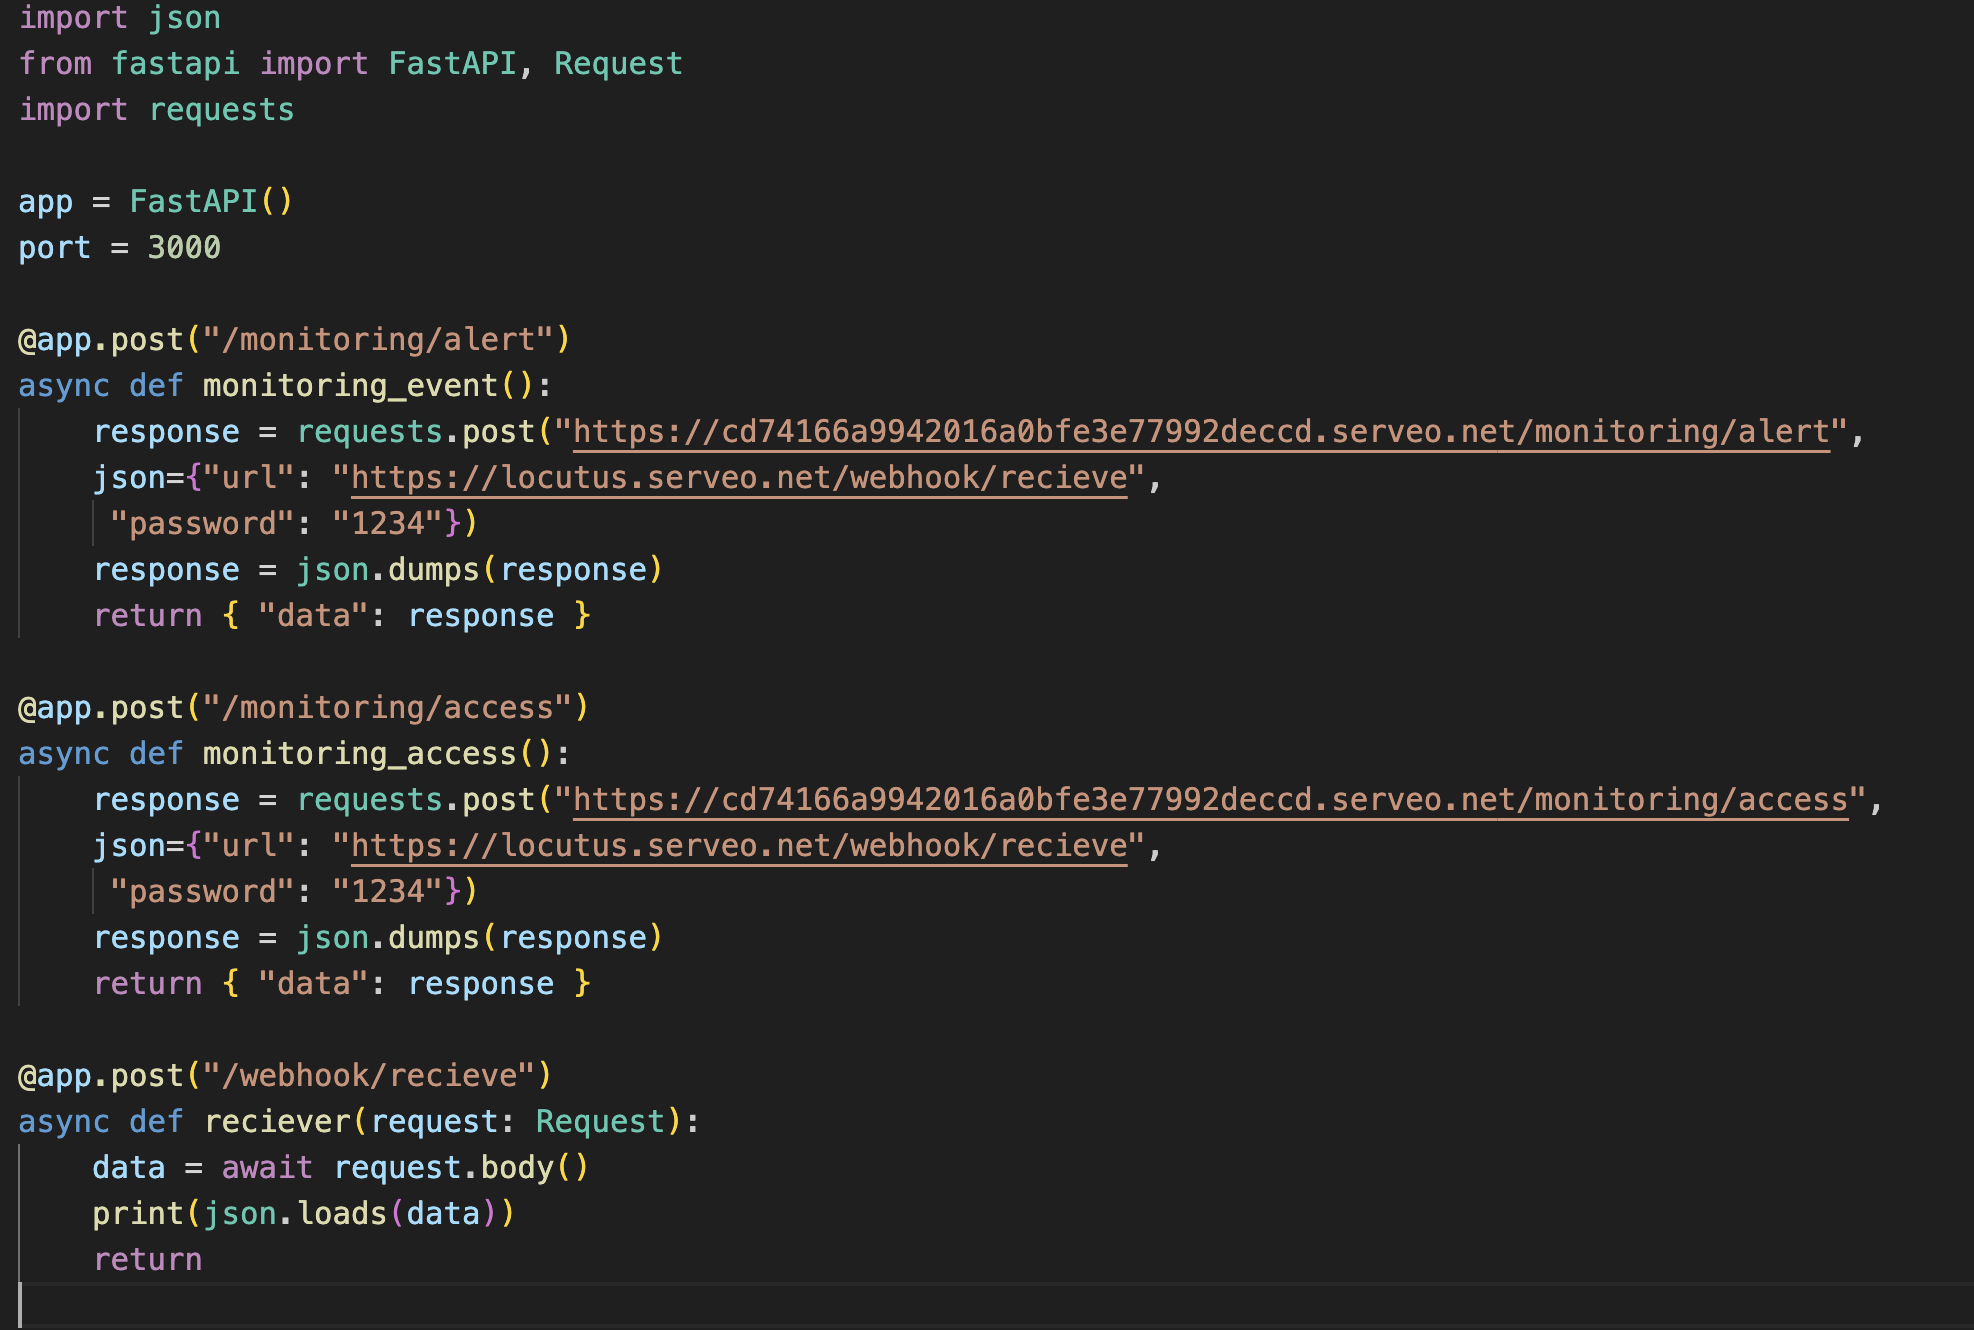 import json
from fastapi import FastAPI, Request
import requests

app = FastAPI()
port = 3000

@app.post("/monitoring/alert")
async def monitoring_event():
    response = requests.post("https://cd74166a9942016a0bfe3e77992deccd.serveo.net/monitoring/alert",
    json={"url": "https://locutus.serveo.net/webhook/recieve",
     "password": "1234"})
    response = json.dumps(response)
    return { "data": response }

@app.post("/monitoring/access")
async def monitoring_access():
    response = requests.post("https://cd74166a9942016a0bfe3e77992deccd.serveo.net/monitoring/access",
    json={"url": "https://locutus.serveo.net/webhook/recieve",
     "password": "1234"})
    response = json.dumps(response)
    return { "data": response }

@app.post("/webhook/recieve")
async def reciever(request: Request):
    data = await request.body()
    print(json.loads(data))
    return